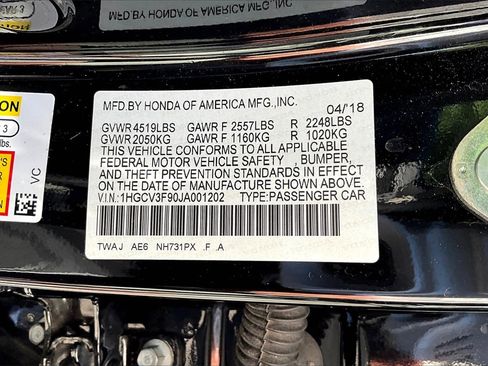 MFD.BY HONDA OF AMERICA MFG.,INC. 04/'18
GVWR 4519LBS GAWR F 2557LBS R 2248LBS
GVWR 2050KG GAWR F 1160KG R 1020KG
THIS VEHICLE CONFORMS TO ALL APPLICABLE
FEDERAL MOTOR VEHICLE SAFETY , BUMPER,
AND THEFT PREVENTION STANDARDS IN EFFECT
ON THE DATE OF MANUFACTURE SHOWN ABOVE.
V.I.N.: 1HGCV3F90JA001202 TYPE:PASSENGER CAR
TWAJ AE6 NH731PX .F .A
VC
3